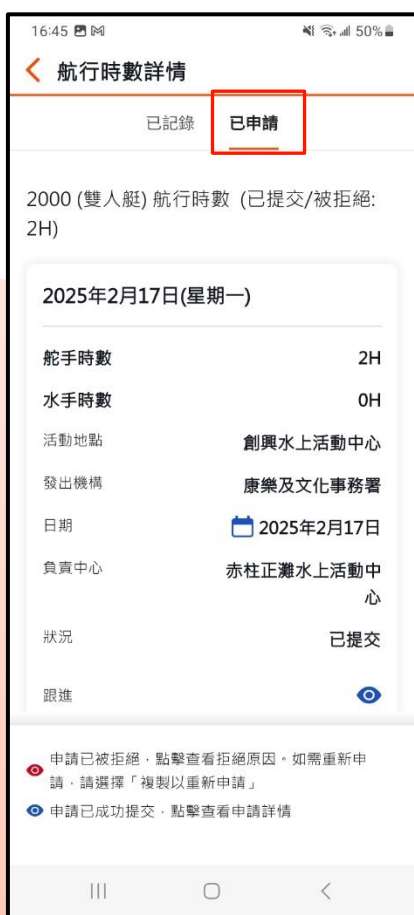 16:45 50%
航行時數詳情
已記錄 已申請
2000 (雙人艇) 航行時數 (已提交/被拒絕:
2H)
2025年2月17日(星期一)
舵手時數 2H
水手時數 0H
活動地點 創興水上活動中心
發出機構 康樂及文化事務署
日期 2025年2月17日
負責中心 赤柱正灘水上活動中
心
狀況 已提交
跟進
申請已被拒絕，點擊查看拒絕原因。如需重新申
請，請選擇「複製以重新申請」
申請已成功提交，點擊查看申請詳情